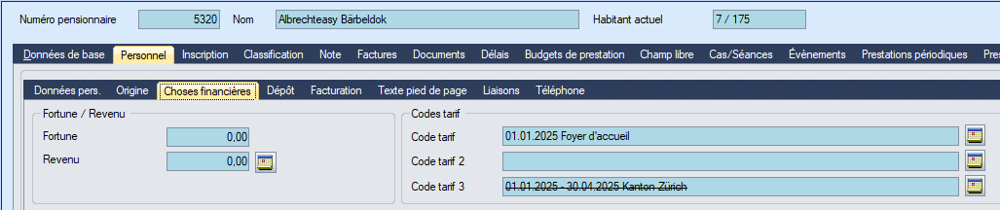 Numéro pensionnaire 5320 Nom Albrechteasy Bärbeldok Habitant actuel 7 / 175
Données de base Personnel Inscription Classification Note Factures Documents Délais Budgets de prestation Champ libre Cas/Séances Évènements Prestations périodiques Pres
Données pers. Origine Choses financières Dépôt Facturation Texte pied de page Liaisons Téléphone
Fortune / Revenu Codes tarif
Fortune 0,00 Code tarif 01.01.2025 Foyer d'accueil
Revenu 0,00 Code tarif 2
Code tarif 3 01.01.2025 - 30.04.2025 Kanton Zürich